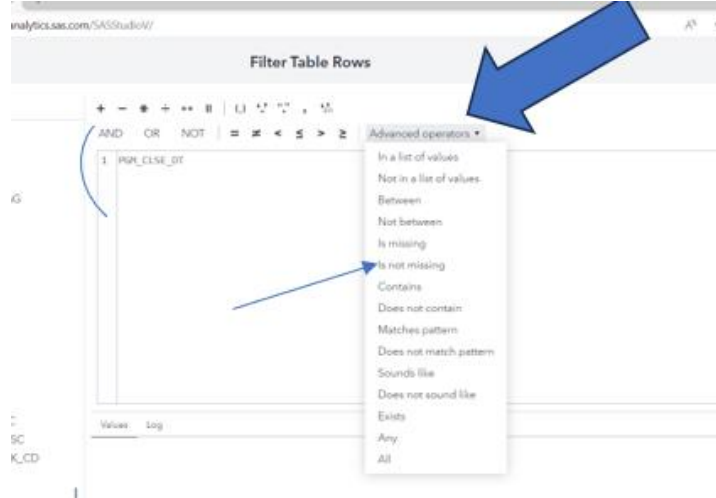 analytics.sas.com/SASStudioV/
Filter Table Rows
+ - * ÷ ** || ( )
AND OR NOT = ≠ < ≤ > ≥ Advanced operators
1 PGM_CLSE_DT
In a list of values
Not in a list of values
Between
Not between
Is missing
Is not missing
Contains
Does not contain
Matches pattern
Does not match pattern
Sounds like
Does not sound like
Exists
Any
All
Values Log
SC
K_CD